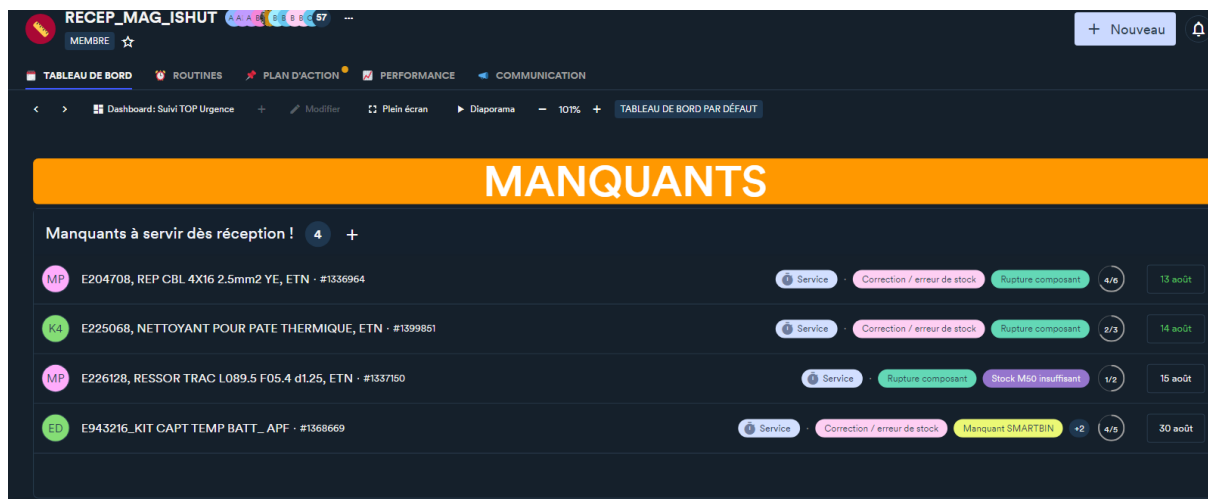 RECEP_MAG_ISHUT A A A B B B B C 57 ...
MEMBRE
+ Nouveau
TABLEAU DE BORD ROUTINES PLAN D'ACTION PERFORMANCE COMMUNICATION
< > Dashboard: Suivi TOP Urgence + Modifier Plein écran Diaporama − 101% + TABLEAU DE BORD PAR DÉFAUT
MANQUANTS
Manquants à servir dès réception ! 4 +
MP E204708, REP CBL 4X16 2.5mm2 YE, ETN · #1336964 Service · Correction / erreur de stock Rupture composant 4/6 13 août
K4 E225068, NETTOYANT POUR PATE THERMIQUE, ETN · #1399851 Service · Correction / erreur de stock Rupture composant 2/3 14 août
MP E226128, RESSOR TRAC L089.5 F05.4 d1.25, ETN · #1337150 Service · Rupture composant Stock M50 insuffisant 1/2 15 août
ED E943216_KIT CAPT TEMP BATT_ APF · #1368669 Service · Correction / erreur de stock Manquant SMARTBIN +2 4/5 30 août